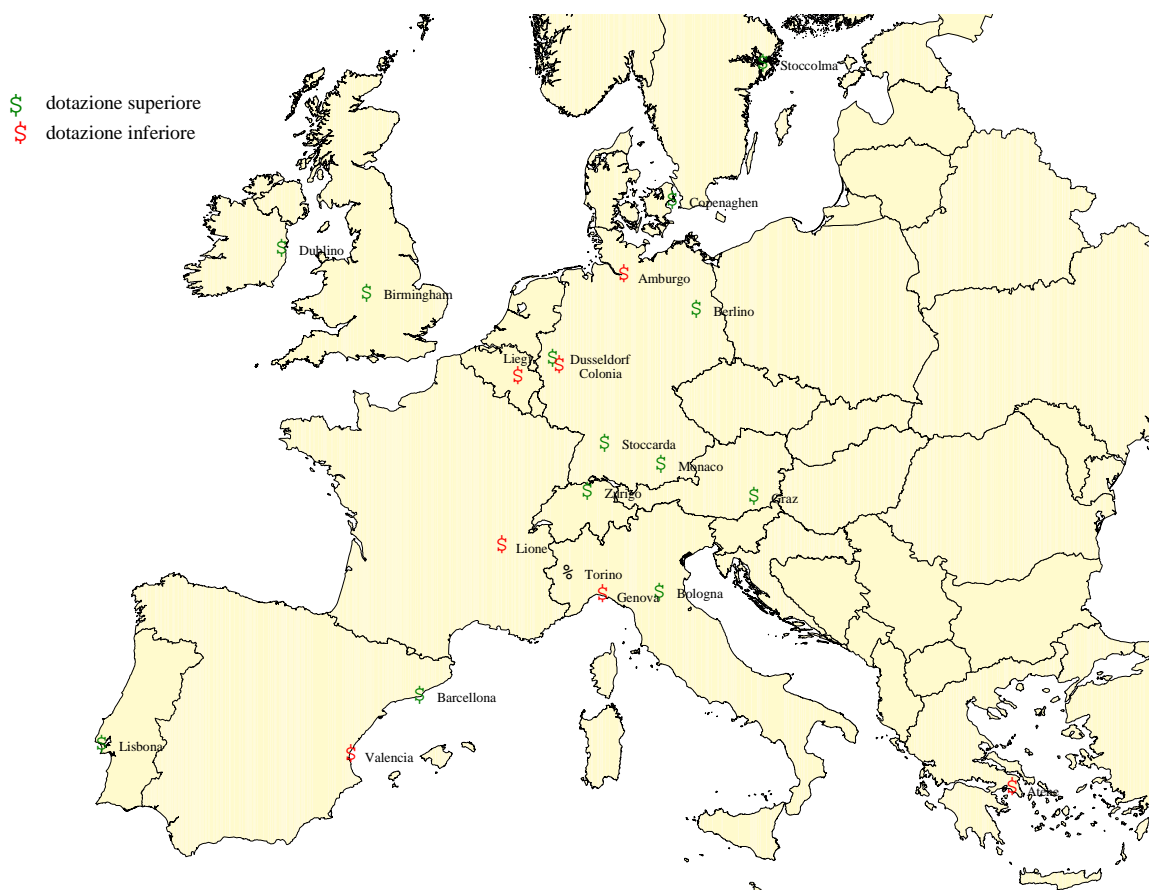 Stoccolma
$ dotazione superiore
$ dotazione inferiore
$ Copenaghen
$ Dublino
$ Amburgo
$ Birmingham
$ Berlino
Liegi
$ Dusseldorf
$ Colonia
$
$ Stoccarda
$ Monaco
$ Zurigo
$ Graz
$ Lione
% Torino
$ Genova
$ Bologna
$ Barcellona
$ Lisbona
$ Valencia
$ Atene